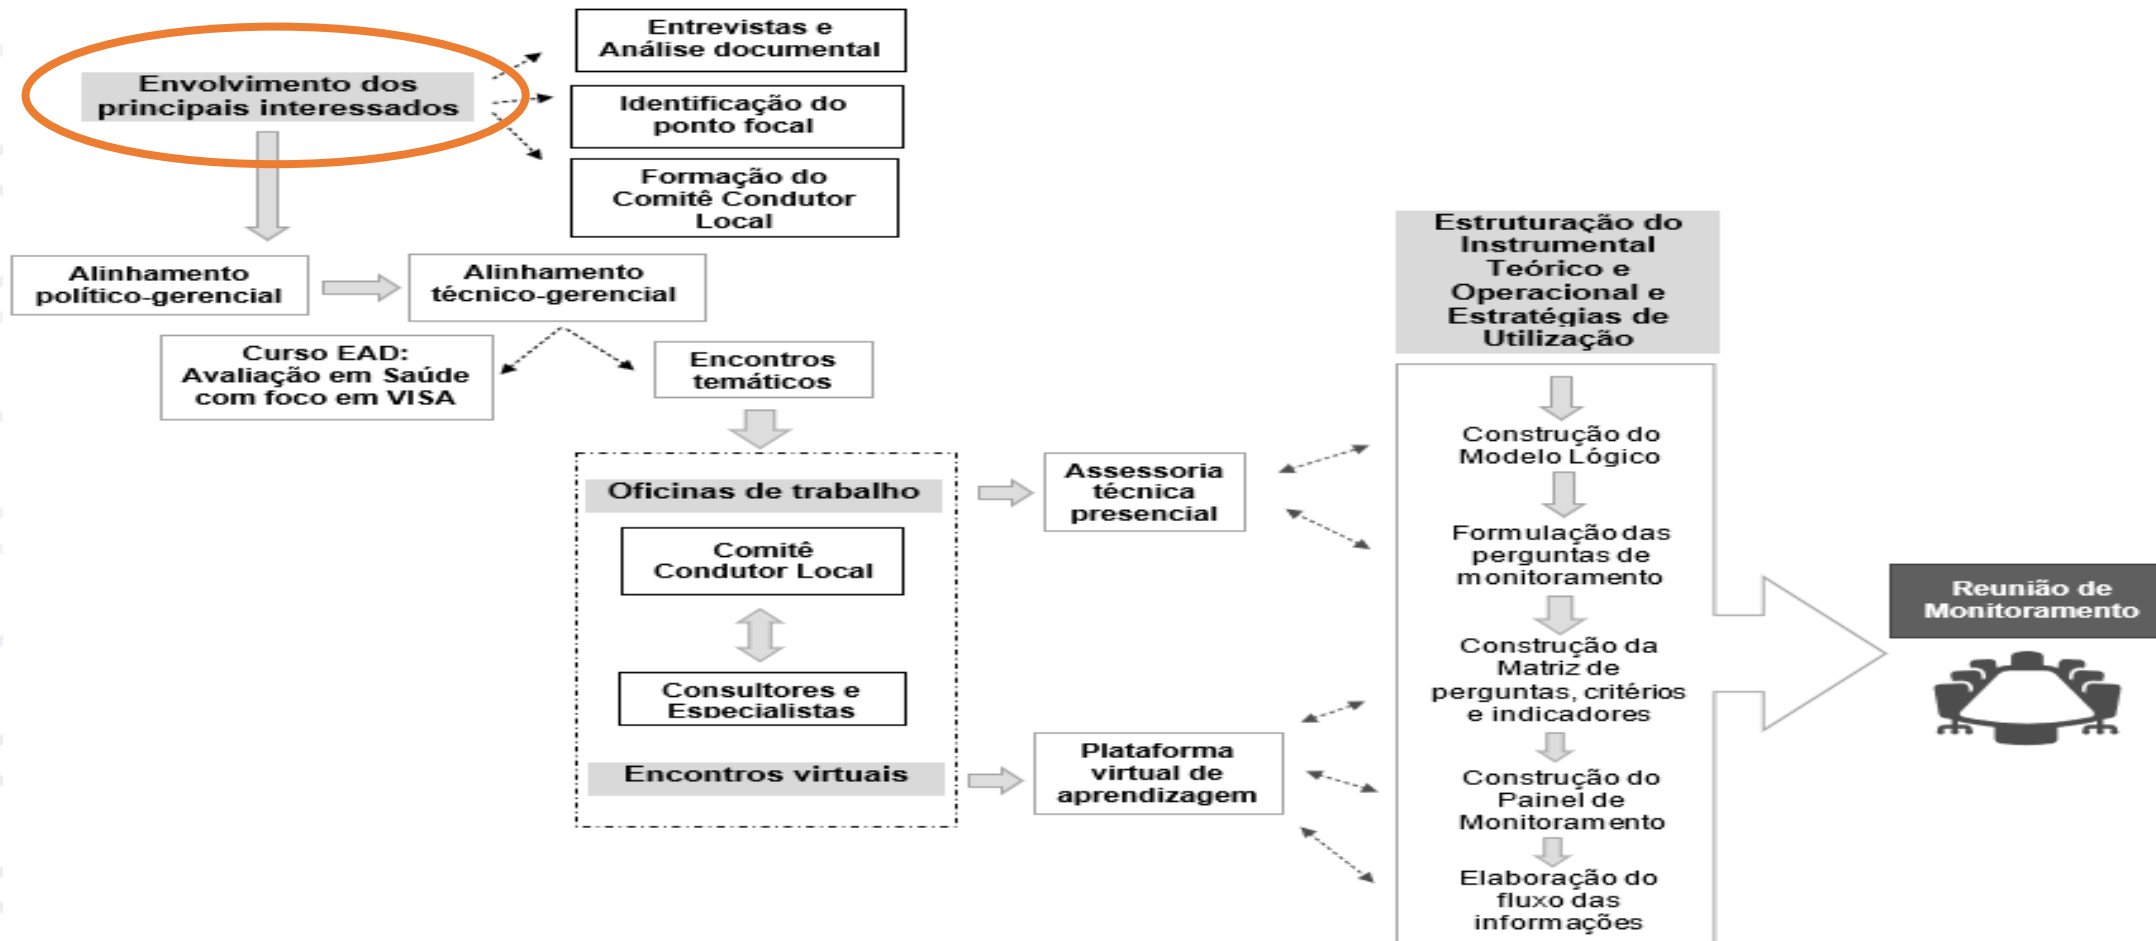 Entrevistas e
Análise documental
Envolvimento dos
principais interessados
Identificação do
ponto focal
Formação do
Comitê Condutor
Local
Alinhamento
político-gerencial
Alinhamento
técnico-gerencial
Curso EAD:
Avaliação em Saúde
com foco em VISA
Encontros
temáticos
Oficinas de trabalho
Comitê
Condutor Local
Consultores e
Especialistas
Encontros virtuais
Assessoria
técnica
presencial
Plataforma
virtual de
aprendizagem
Estruturação do
Instrumental
Teórico e
Operacional e
Estratégias de
Utilização
Construção do
Modelo Lógico
Formulação das
perguntas de
monitoramento
Construção da
Matriz de
perguntas, critérios
e indicadores
Construção do
Painel de
Monitoramento
Elaboração do
fluxo das
informações
Reunião de
Monitoramento